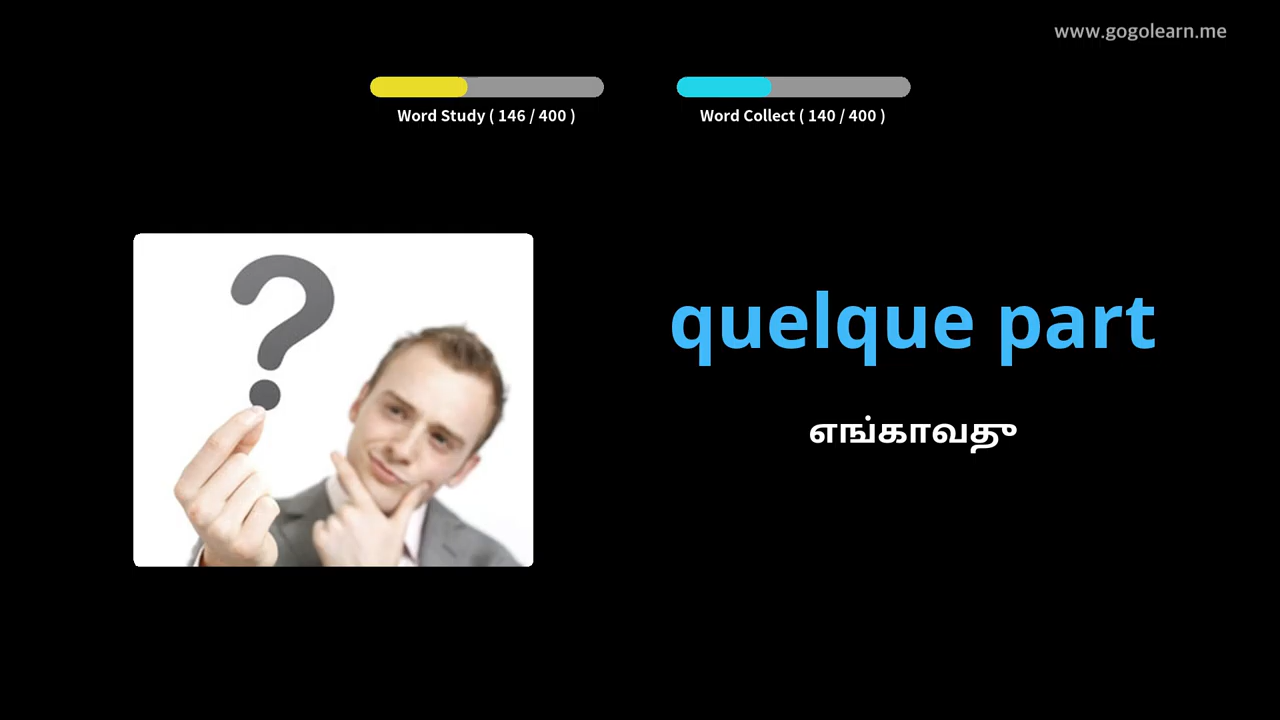 www.gogolearn.me
Word Study ( 146 / 400 )
Word Collect ( 140 / 400 )
quelque part
எங்காவது